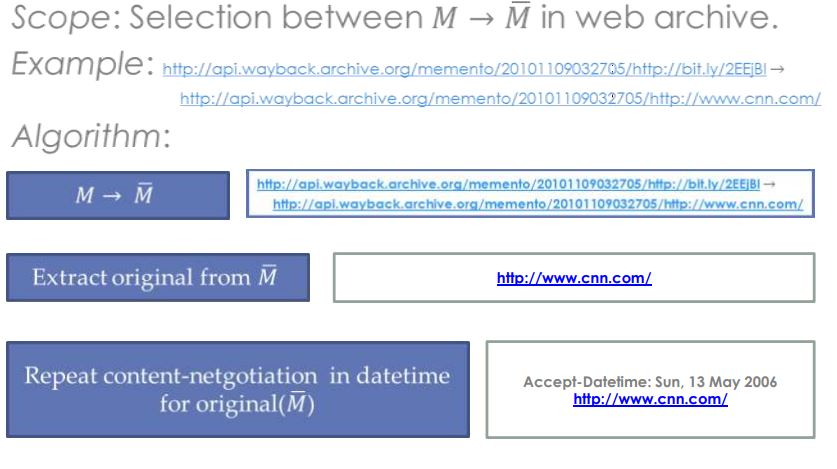 Scope: Selection between M → M̅ in web archive.
Example: http://api.wayback.archive.org/memento/20101109032705/http://bit.ly/2EEjBl →
http://api.wayback.archive.org/memento/20101109032705/http://www.cnn.com/
Algorithm:
M → M̅
http://api.wayback.archive.org/memento/20101109032705/http://bit.ly/2EEjBl →
http://api.wayback.archive.org/memento/20101109032705/http://www.cnn.com/
Extract original from M̅
http://www.cnn.com/
Repeat content-netgotiation in datetime
for original(M̅)
Accept-Datetime: Sun, 13 May 2006
http://www.cnn.com/